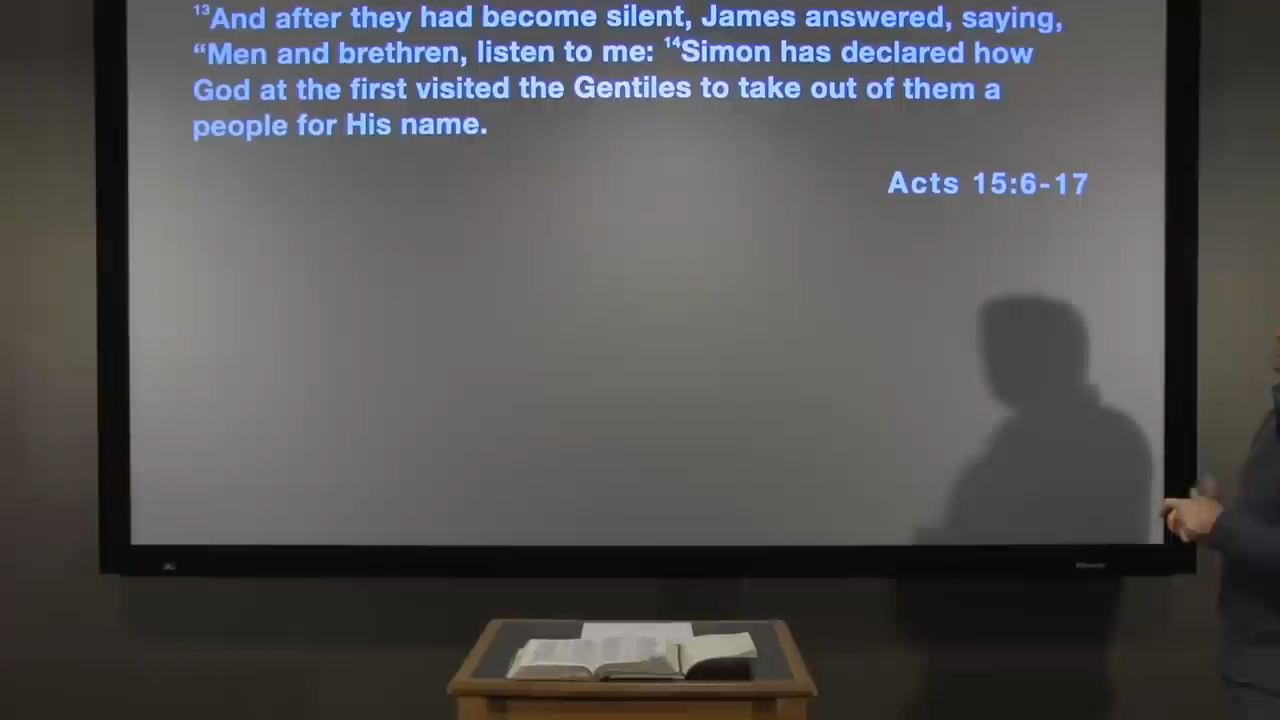 ¹³And after they had become silent, James answered, saying,
“Men and brethren, listen to me: ¹⁴Simon has declared how
God at the first visited the Gentiles to take out of them a
people for His name.
Acts 15:6-17